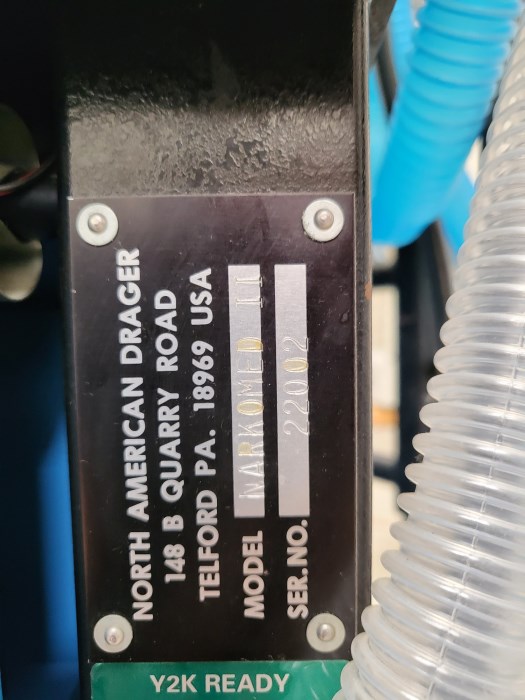 NORTH AMERICAN DRAGER
148 B QUARRY ROAD
TELFORD PA. 18969 USA
MODEL NARKOMED II
SER.NO. 22002
Y2K READY